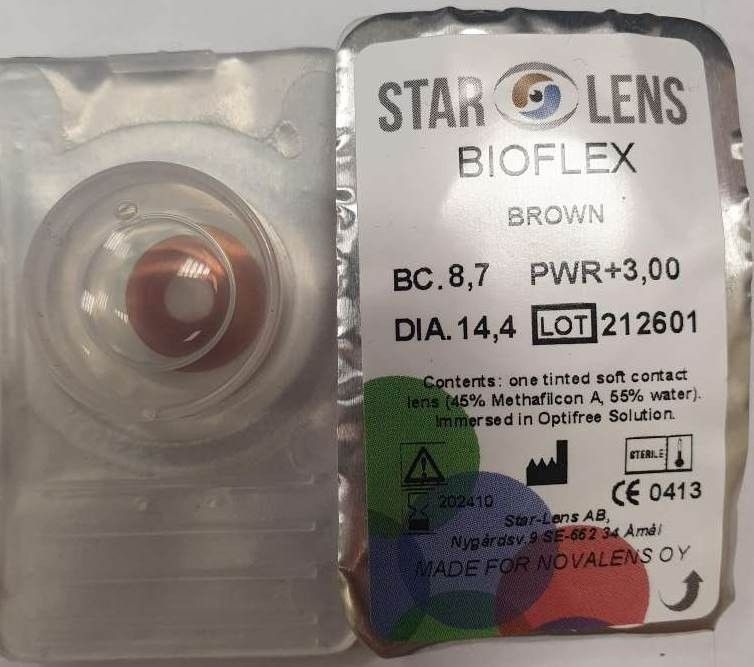 STAR LENS
BIOFLEX
BROWN
BC.8,7 PWR+3,00
DIA.14,4 LOT 212601
Contents: one tinted soft contact
lens (45% Methafilcon A, 55% water).
Immersed in Optifree Solution.
STERILE
CE 0413
202410
Star-Lens AB,
Nygårdsv.9 SE-662 34 Åmål
MADE FOR NOVALENS OY